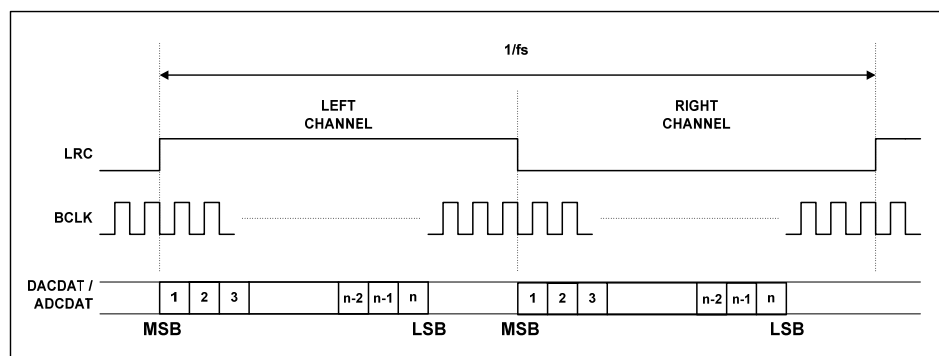 1/fs
LEFT
CHANNEL
RIGHT
CHANNEL
LRC
BCLK
DACDAT /
ADCDAT
1 2 3 n-2 n-1 n 1 2 3 n-2 n-1 n
MSB LSB MSB LSB